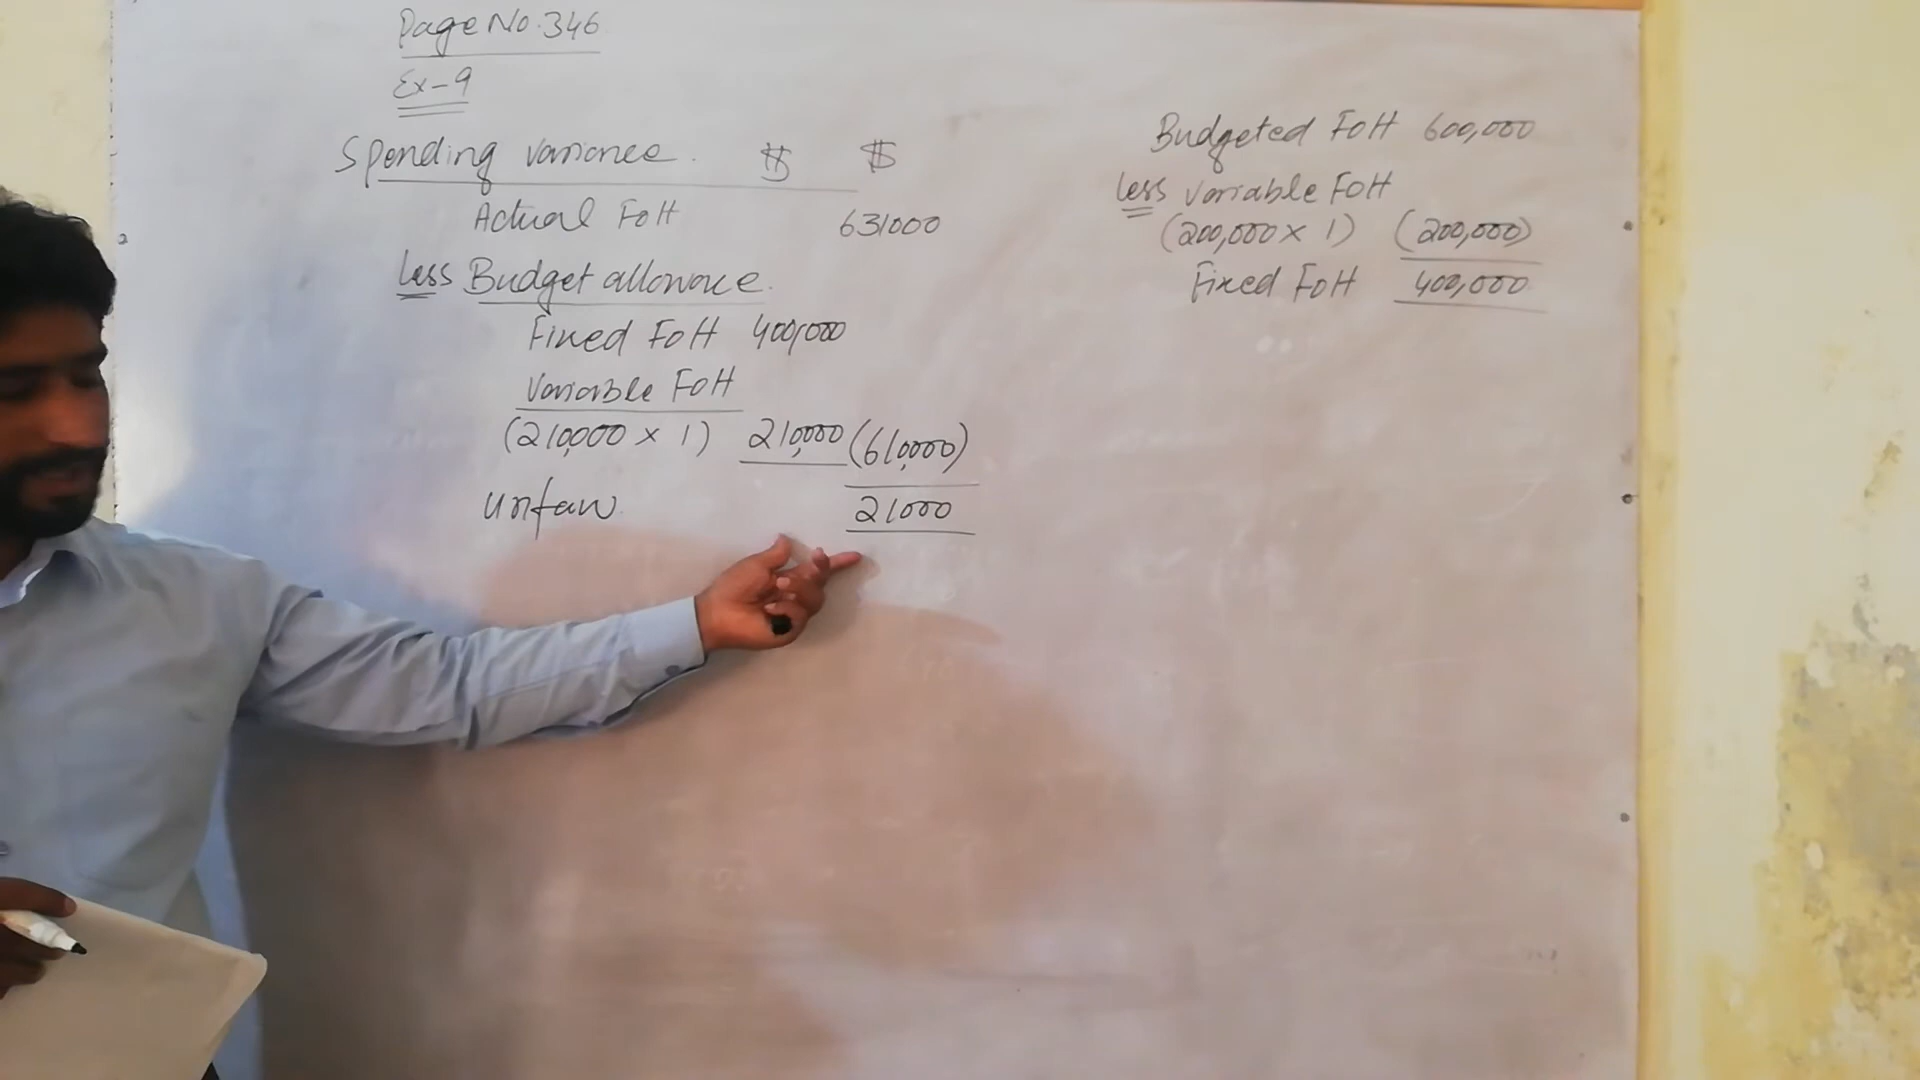 Page No. 346
Ex-9
Spending variance. $ $
Actual FoH 631000
Less Budget allowace.
Fixed FoH 400,000
Variable FoH
(210,000 x 1) 210,000 (610,000)
unfav 21000
Budgeted FoH 600,000
Less variable FoH
(200,000 x 1) (200,000)
Fixed FoH 400,000